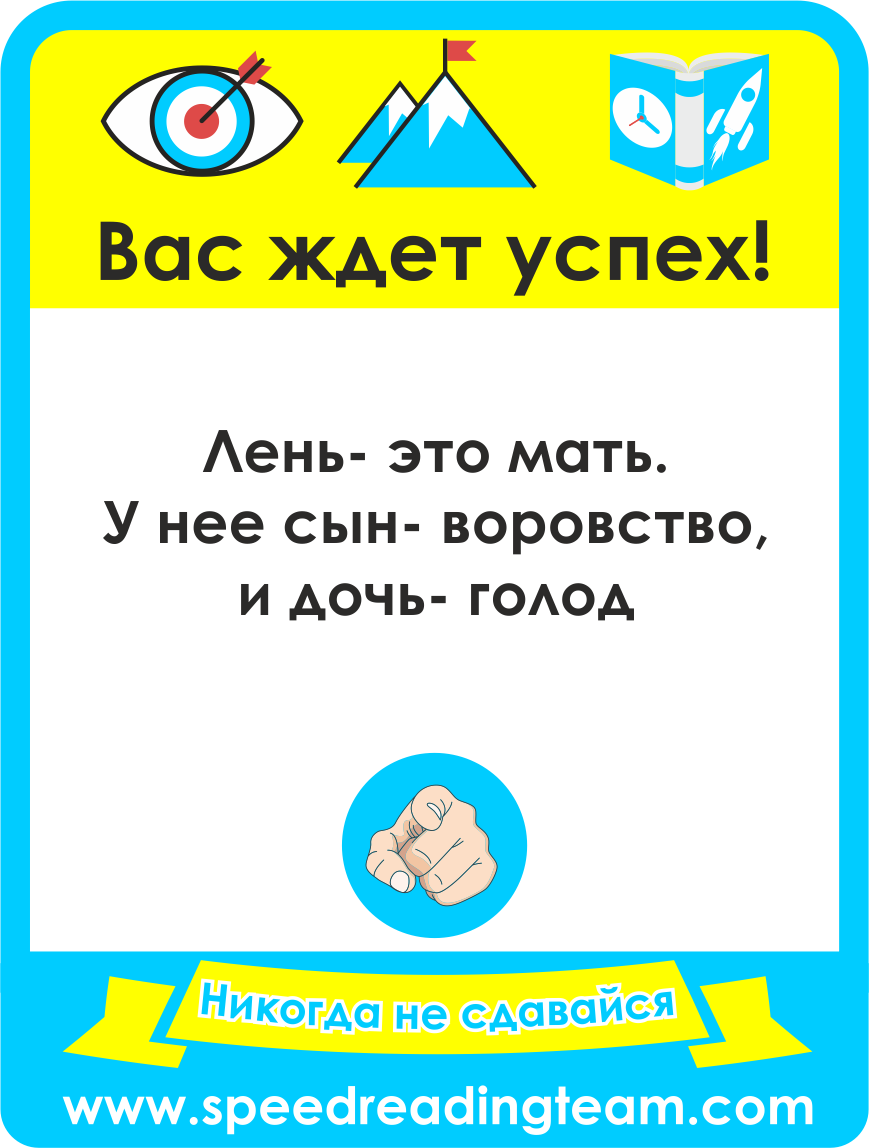 Вас ждет успех!
Лень- это мать.
У нее сын- воровство,
и дочь- голод
Никогда не сдавайся
www.speedreadingteam.com